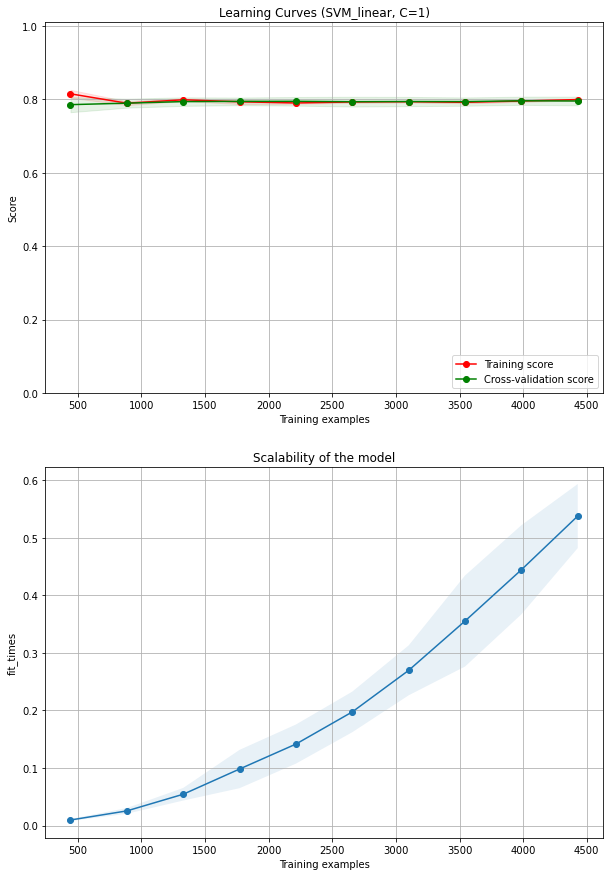 Learning Curves (SVM_linear, C=1)
1.0
0.8
0.6
0.4
0.2
0.0
Score
Training score
Cross-validation score
500 1000 1500 2000 2500 3000 3500 4000 4500
Training examples
Scalability of the model
0.6
0.5
0.4
0.3
0.2
0.1
0.0
fit_times
500 1000 1500 2000 2500 3000 3500 4000 4500
Training examples